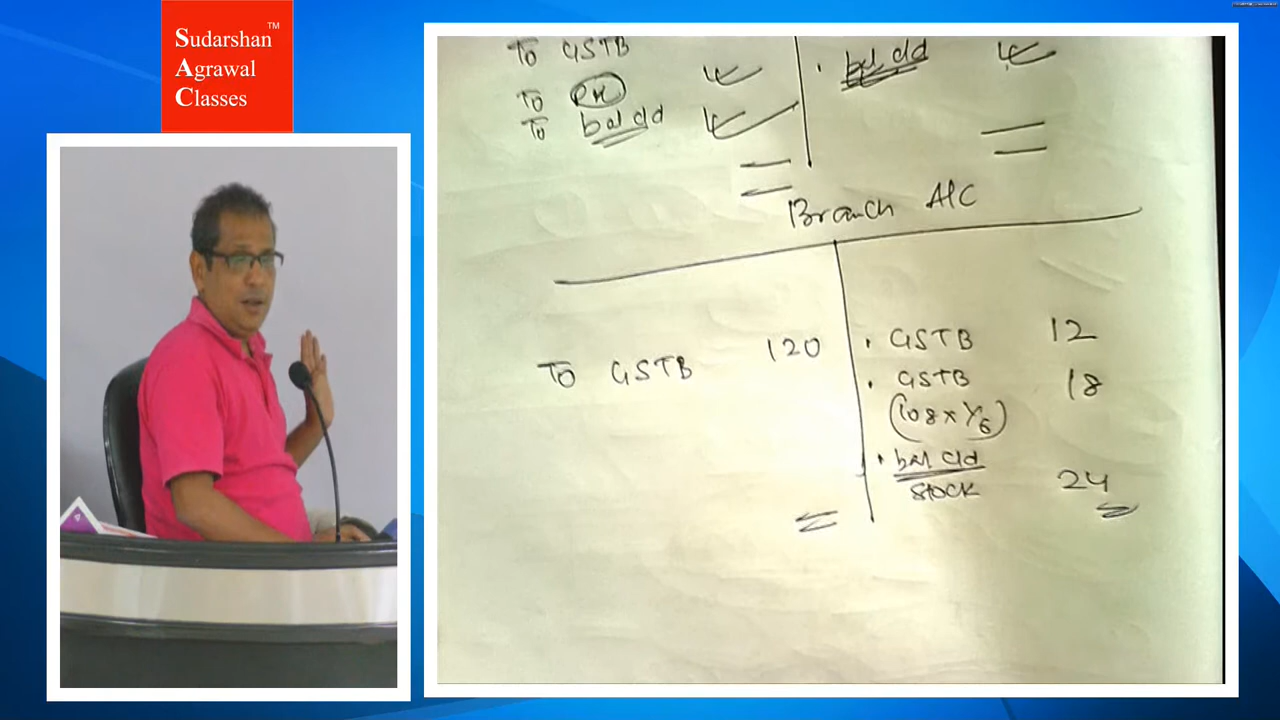 Sudarshan™
Agrawal
Classes
To GSTB
To
To bal c/d
bal c/d
Branch A/C
To GSTB 120
GSTB 12
GSTB 18
(108 x 1/6)
bal c/d
Stock 24